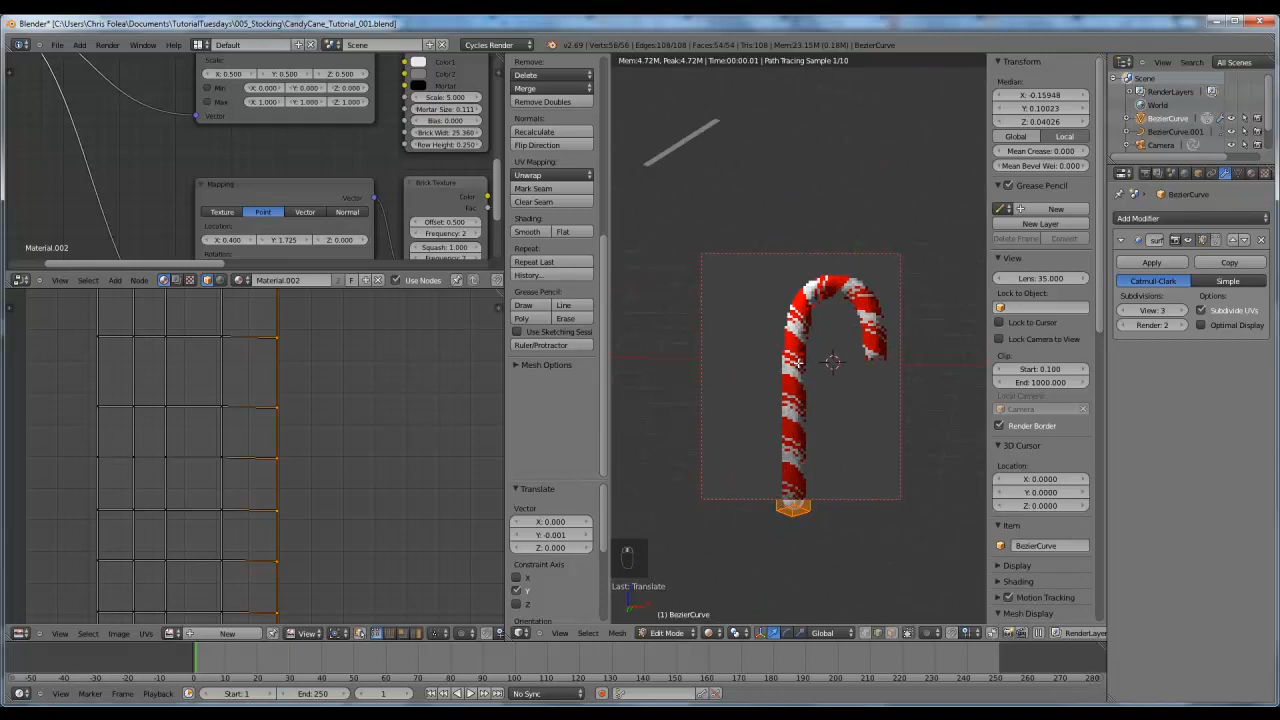 Blender* [C:\Users\Chris Folea\Documents\TutorialTuesdays\005_Stocking\CandyCane_Tutorial_001.blend]
File Add Render Window Help Default Scene Cycles Render v2.69 | Verts:56/56 | Edges:108/108 | Faces:54/54 | Tris:108 | Mem:23.15M (0.18M) | BezierCurve
Scale:
X: 0.500 Y: 0.500 Z: 0.500
Min X: 0.000 Y: 0.000 Z: 0.000
Max X: 1.000 Y: 1.000 Z: 1.000
Vector
Color1
Color2
Mortar
Scale: 5.000
Mortar Size: 0.111
Bias: 0.000
Brick Widt: 25.360
Row Height: 0.250
Mapping
Vector
Texture Point Vector Normal
Location:
X: 0.400 Y: 1.725 Z: 0.000
Rotation:
Brick Texture
Color
Fac
Offset: 0.500
Frequency: 2
Squash: 1.000
Material.002
View Select Add Node Material.002 2 F Use Nodes
View Select Image UVs New View
Remove:
Delete
Merge
Remove Doubles
Normals:
Recalculate
Flip Direction
UV Mapping:
Unwrap
Mark Seam
Clear Seam
Shading:
Smooth Flat
Repeat:
Repeat Last
History...
Grease Pencil:
Draw Line
Poly Erase
Use Sketching Sessi
Ruler/Protractor
Mesh Options
Translate
Vector
X: 0.000
Y: -0.001
Z: 0.000
Constraint Axis
X
Y
Z
Orientation
Mem:4.72M, Peak:4.72M | Time:00:00.01 | Path Tracing Sample 1/10
Last: Translate
(1) BezierCurve
View Select Mesh Edit Mode Global RenderLayer
Transform
Median:
X: -0.15948
Y: 0.10023
Z: 0.04026
Global Local
Mean Crease: 0.000
Mean Bevel Wei: 0.000
Grease Pencil
New
New Layer
Delete Frame Convert
View
Lens: 35.000
Lock to Object:
Lock to Cursor
Lock Camera to View
Clip:
Start: 0.100
End: 1000.000
Local Camera:
Camera
Render Border
3D Cursor
Location:
X: 0.0000
Y: 0.0000
Z: 0.0000
Item
BezierCurve
Display
Shading
Motion Tracking
Mesh Display
View Search All Scenes
Scene
RenderLayers
World
BezierCurve
BezierCurve.001
Camera
BezierCurve
Add Modifier
Surf
Apply Copy
Catmull-Clark Simple
Subdivisions: Options:
View: 3 Subdivide UVs
Render: 2 Optimal Display
-50 -40 -30 -20 -10 0 10 20 30 40 50 60 70 80 90 100 110 120 130 140 150 160 170 180 190 200 210 220 230 240 250 260 270 280
View Marker Frame Playback Start: 1 End: 250 1 No Sync